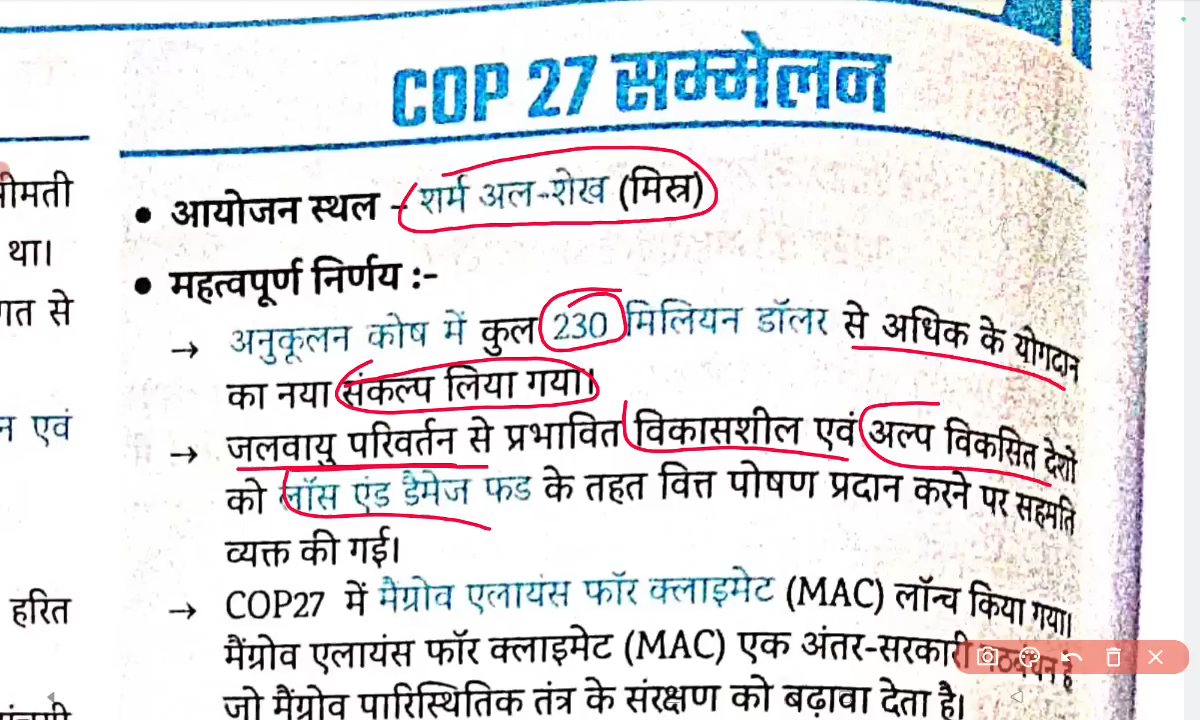 COP 27 सम्मेलन
श्रीमती
था।
गत से
न एवं
हरित
• आयोजन स्थल - शर्म अल-शेख (मिस्र)
• महत्वपूर्ण निर्णय :-
→ अनुकूलन कोष में कुल 230 मिलियन डॉलर से अधिक के योगदान
का नया संकल्प लिया गया।
→ जलवायु परिवर्तन से प्रभावित विकासशील एवं अल्प विकसित देशों
को लॉस एंड डैमेज फंड के तहत वित्त पोषण प्रदान करने पर सहमति
व्यक्त की गई।
→ COP27 में मैंग्रोव एलायंस फॉर क्लाइमेट (MAC) लॉन्च किया गया।
मैंग्रोव एलायंस फॉर क्लाइमेट (MAC) एक अंतर-सरकारी
जो मैंग्रोव पारिस्थितिक तंत्र के संरक्षण को बढ़ावा देता है।